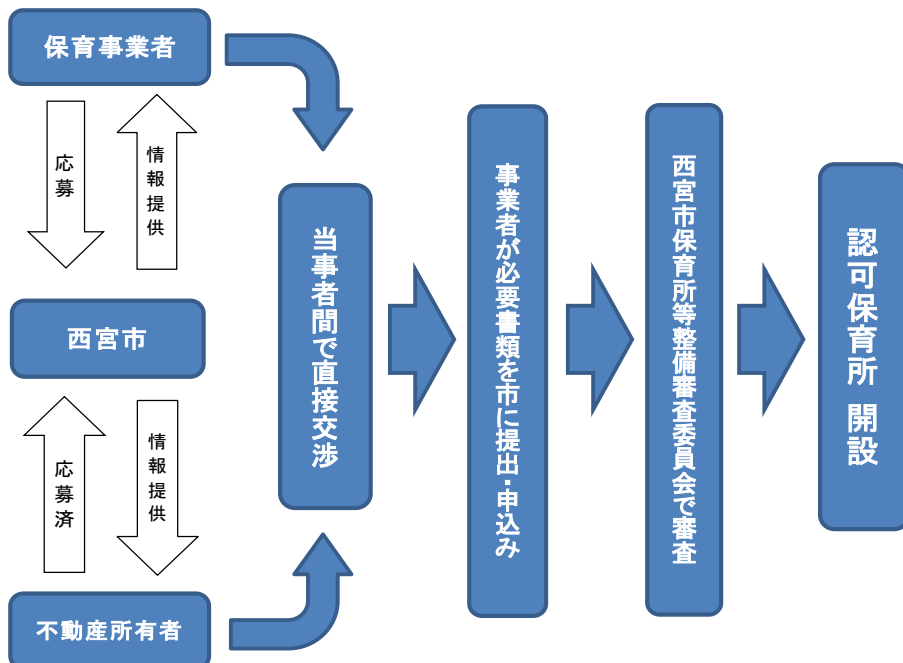 保育事業者
応募
情報提供
西宮市
応募済
情報提供
不動産所有者
当事者間で直接交渉
事業者が必要書類を市に提出・申込み
西宮市保育所等整備審査委員会で審査
認可保育所 開設